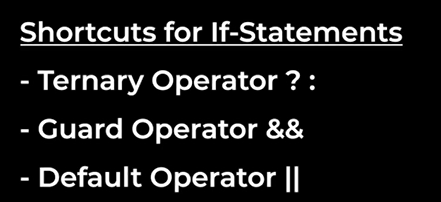 Shortcuts for If-Statements
- Ternary Operator ? :
- Guard Operator &&
- Default Operator ||